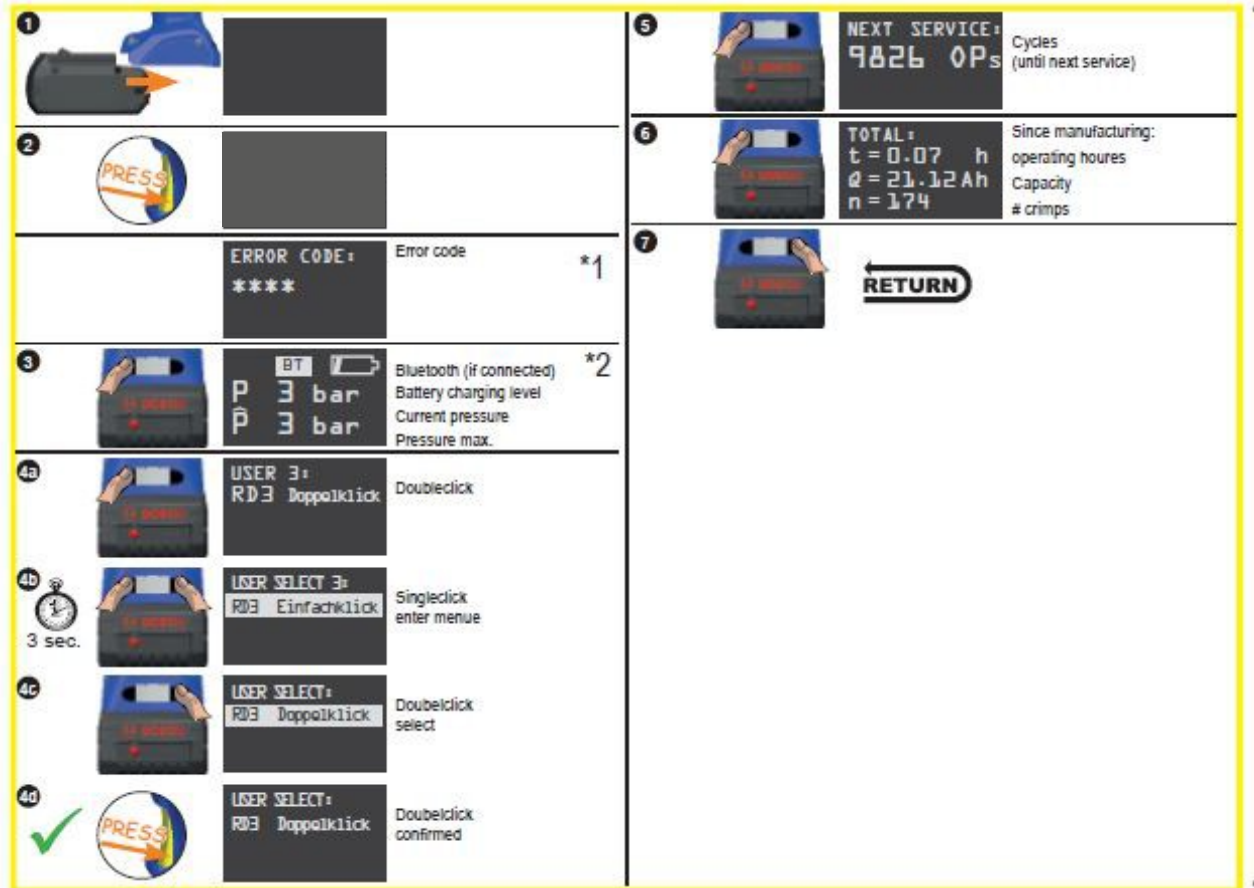 1
2
PRESS
ERROR CODE:
****
Error code
*1
3
BT
P 3 bar
P̂ 3 bar
Bluetooth (if connected)
Battery charging level
Current pressure
Pressure max.
*2
4a
USER 3:
RD3 Doppelklick
Doubleclick
4b
3 sec.
USER SELECT 3:
RD3 Einfachklick
Singleclick
enter menue
4c
USER SELECT:
RD3 Doppelklick
Doubelclick
select
4d
PRESS
USER SELECT:
RD3 Doppelklick
Doubelclick
confirmed
5
NEXT SERVICE:
9826 OPs
Cycles
(until next service)
6
TOTAL:
t = 0.07 h
Q = 21.12 Ah
n = 174
Since manufacturing:
operating houres
Capacity
# crimps
7
RETURN